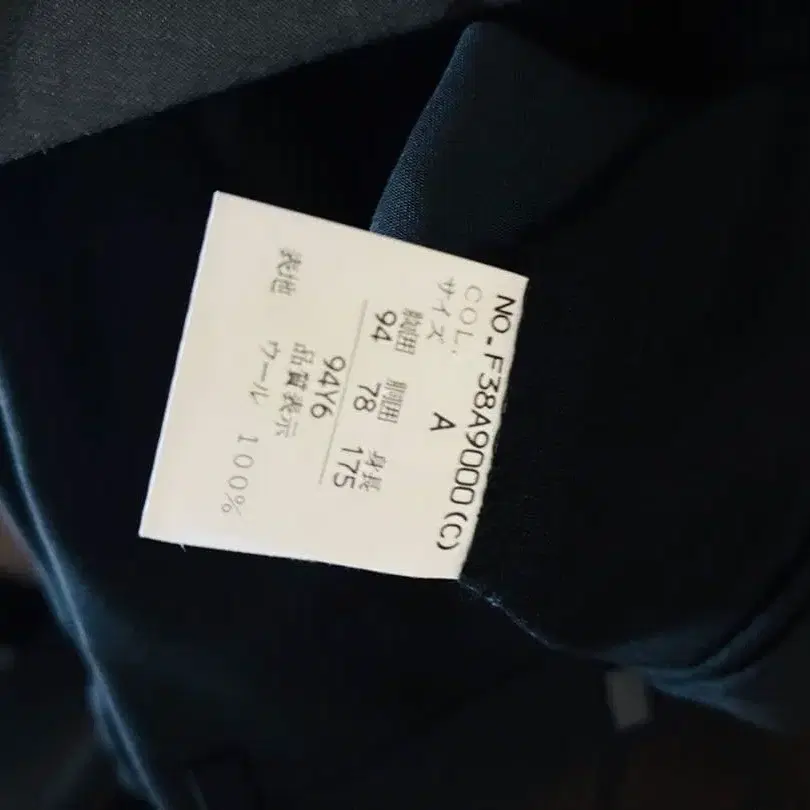 NO-F38A9000(C)
COL. A
サイズ
胸囲 胴囲 身長
94 78 175
94Y6
品質表示
表地 ウール 100%